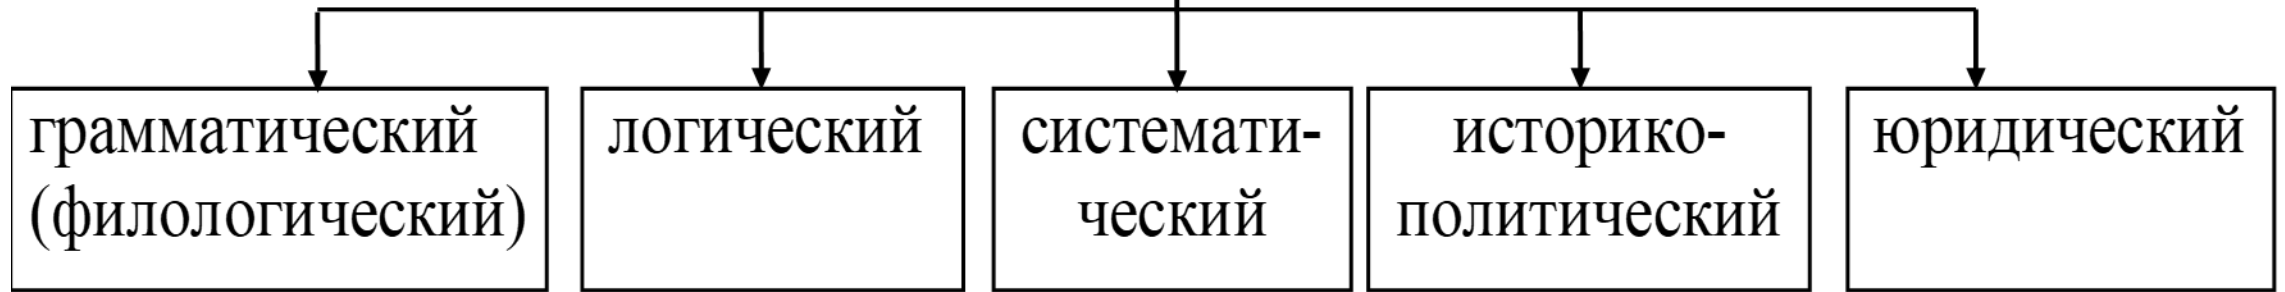 грамматический
(филологический)
логический
системати-
ческий
историко-
политический
юридический